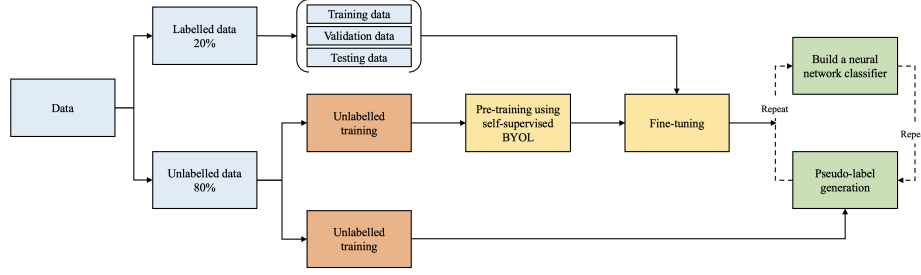 Data
Labelled data
20%
Training data
Validation data
Testing data
Unlabelled data
80%
Unlabelled
training
Pre-training using
self-supervised
BYOL
Fine-tuning
Unlabelled
training
Repeat
Build a neural
network classifier
Repe
Pseudo-label
generation